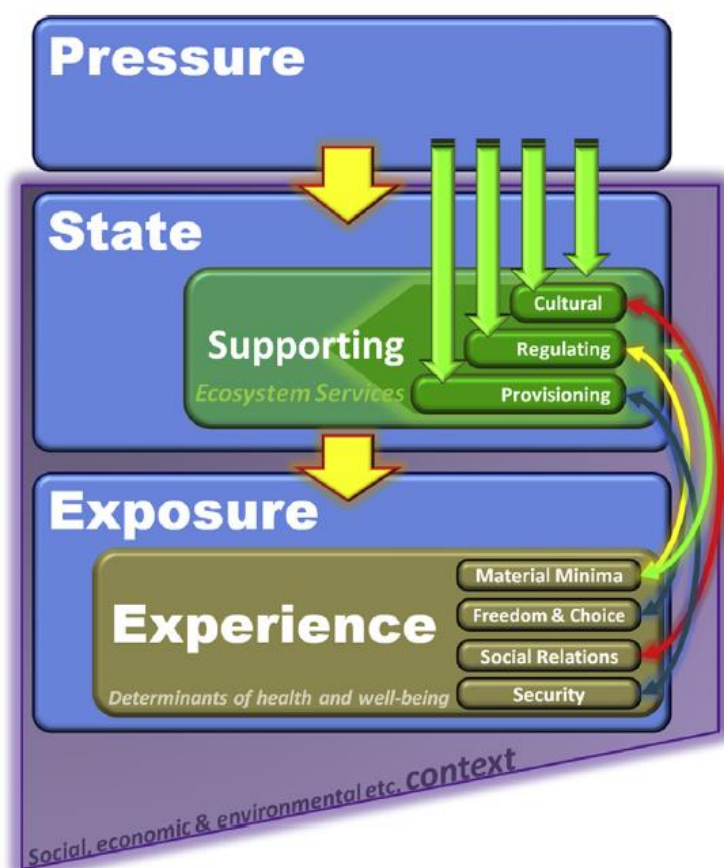 Pressure
State
Cultural
Supporting
Regulating
Ecosystem Services
Provisioning
Exposure
Material Minima
Experience
Freedom & Choice
Social Relations
Determinants of health and well-being
Security
Social, economic & environmental etc. context